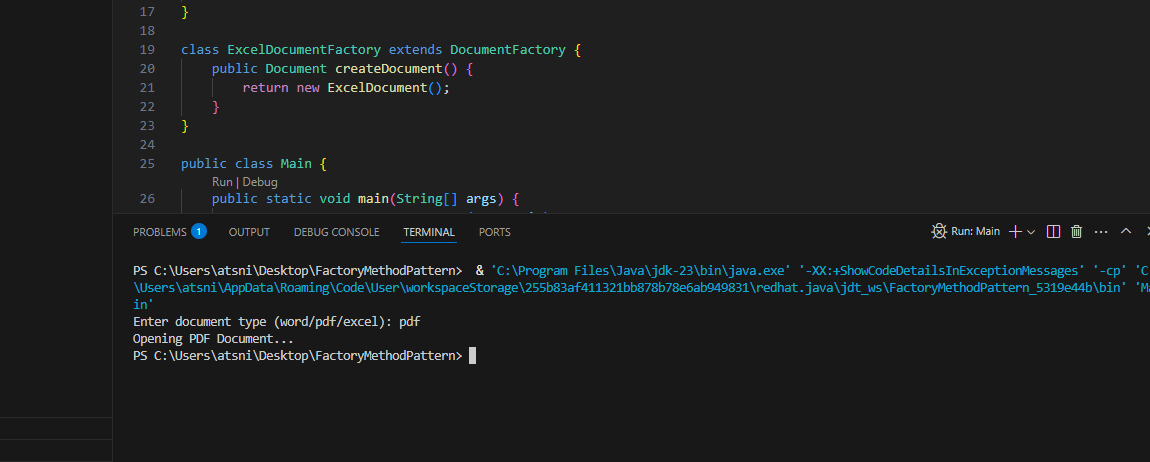 17 }
18
19 class ExcelDocumentFactory extends DocumentFactory {
20 public Document createDocument() {
21 return new ExcelDocument();
22 }
23 }
24
25 public class Main {
Run | Debug
26 public static void main(String[] args) {
PROBLEMS 1 OUTPUT DEBUG CONSOLE TERMINAL PORTS Run: Main
PS C:\Users\atsni\Desktop\FactoryMethodPattern> & 'C:\Program Files\Java\jdk-23\bin\java.exe' '-XX:+ShowCodeDetailsInExceptionMessages' '-cp' 'C
\Users\atsni\AppData\Roaming\Code\User\workspaceStorage\255b83af411321bb878b78e6ab949831\redhat.java\jdt_ws\FactoryMethodPattern_5319e44b\bin' 'Ma
in'
Enter document type (word/pdf/excel): pdf
Opening PDF Document...
PS C:\Users\atsni\Desktop\FactoryMethodPattern>